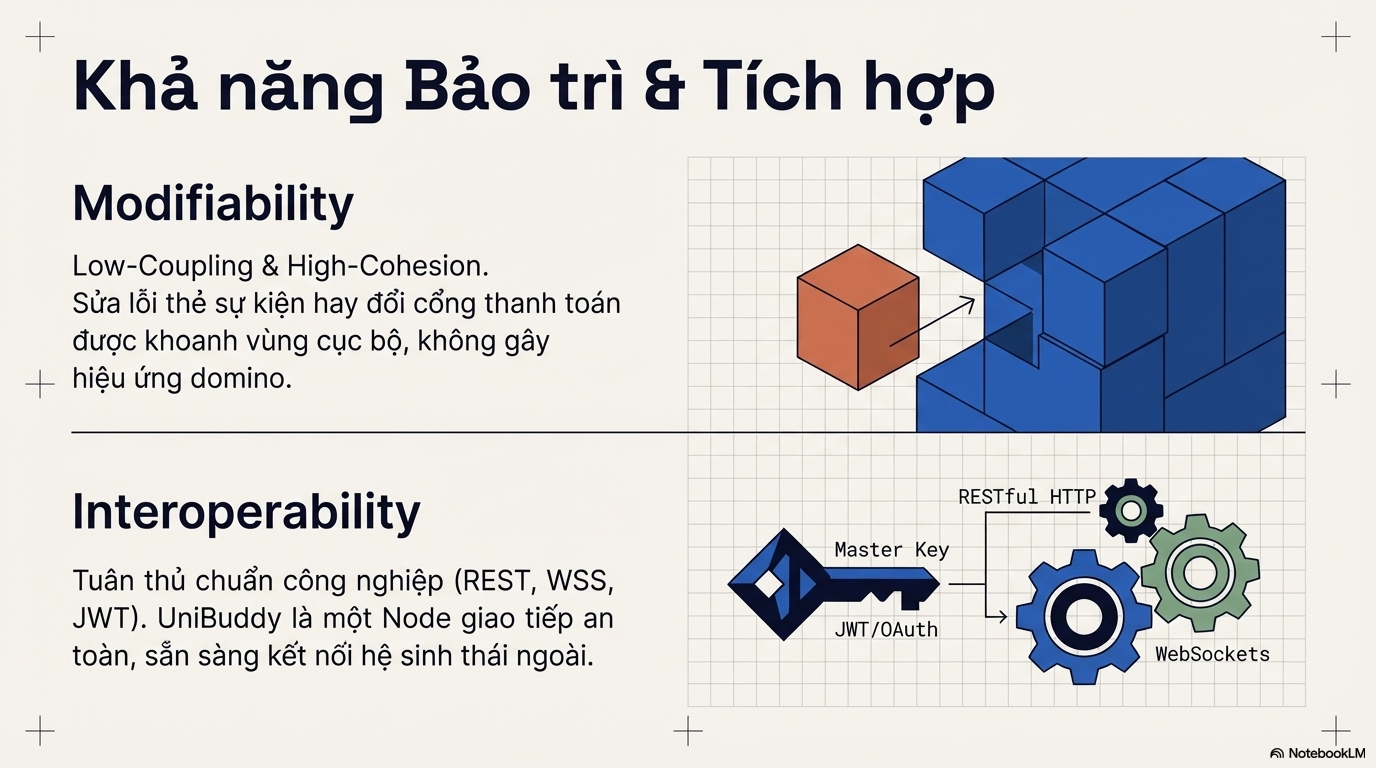 Khả năng Bảo trì & Tích hợp
Modifiability
Low-Coupling & High-Cohesion.
Sửa lỗi thẻ sự kiện hay đổi cổng thanh toán
được khoanh vùng cục bộ, không gây
hiệu ứng domino.
Interoperability
Tuân thủ chuẩn công nghiệp (REST, WSS,
JWT). UniBuddy là một Node giao tiếp an
toàn, sẵn sàng kết nối hệ sinh thái ngoài.
RESTful HTTP
Master Key
JWT/OAuth
WebSockets
NotebookLM